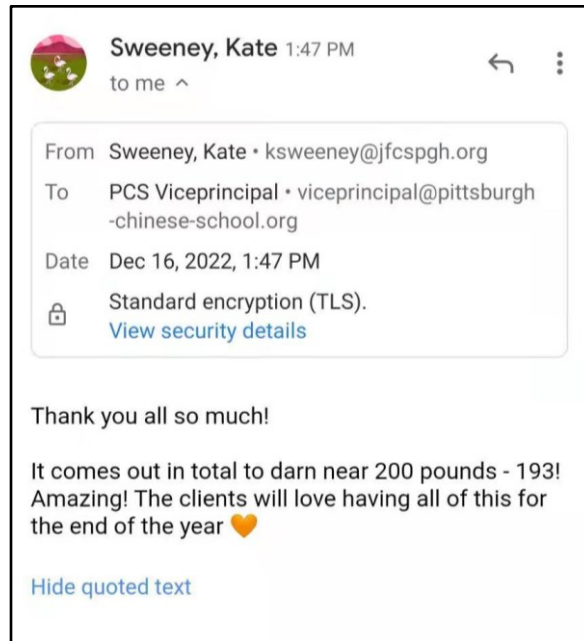 Sweeney, Kate 1:47 PM
to me
From Sweeney, Kate • ksweeney@jfcspgh.org
To PCS Viceprincipal • viceprincipal@pittsburgh
-chinese-school.org
Date Dec 16, 2022, 1:47 PM
Standard encryption (TLS).
View security details
Thank you all so much!
It comes out in total to darn near 200 pounds - 193!
Amazing! The clients will love having all of this for
the end of the year 🧡
Hide quoted text